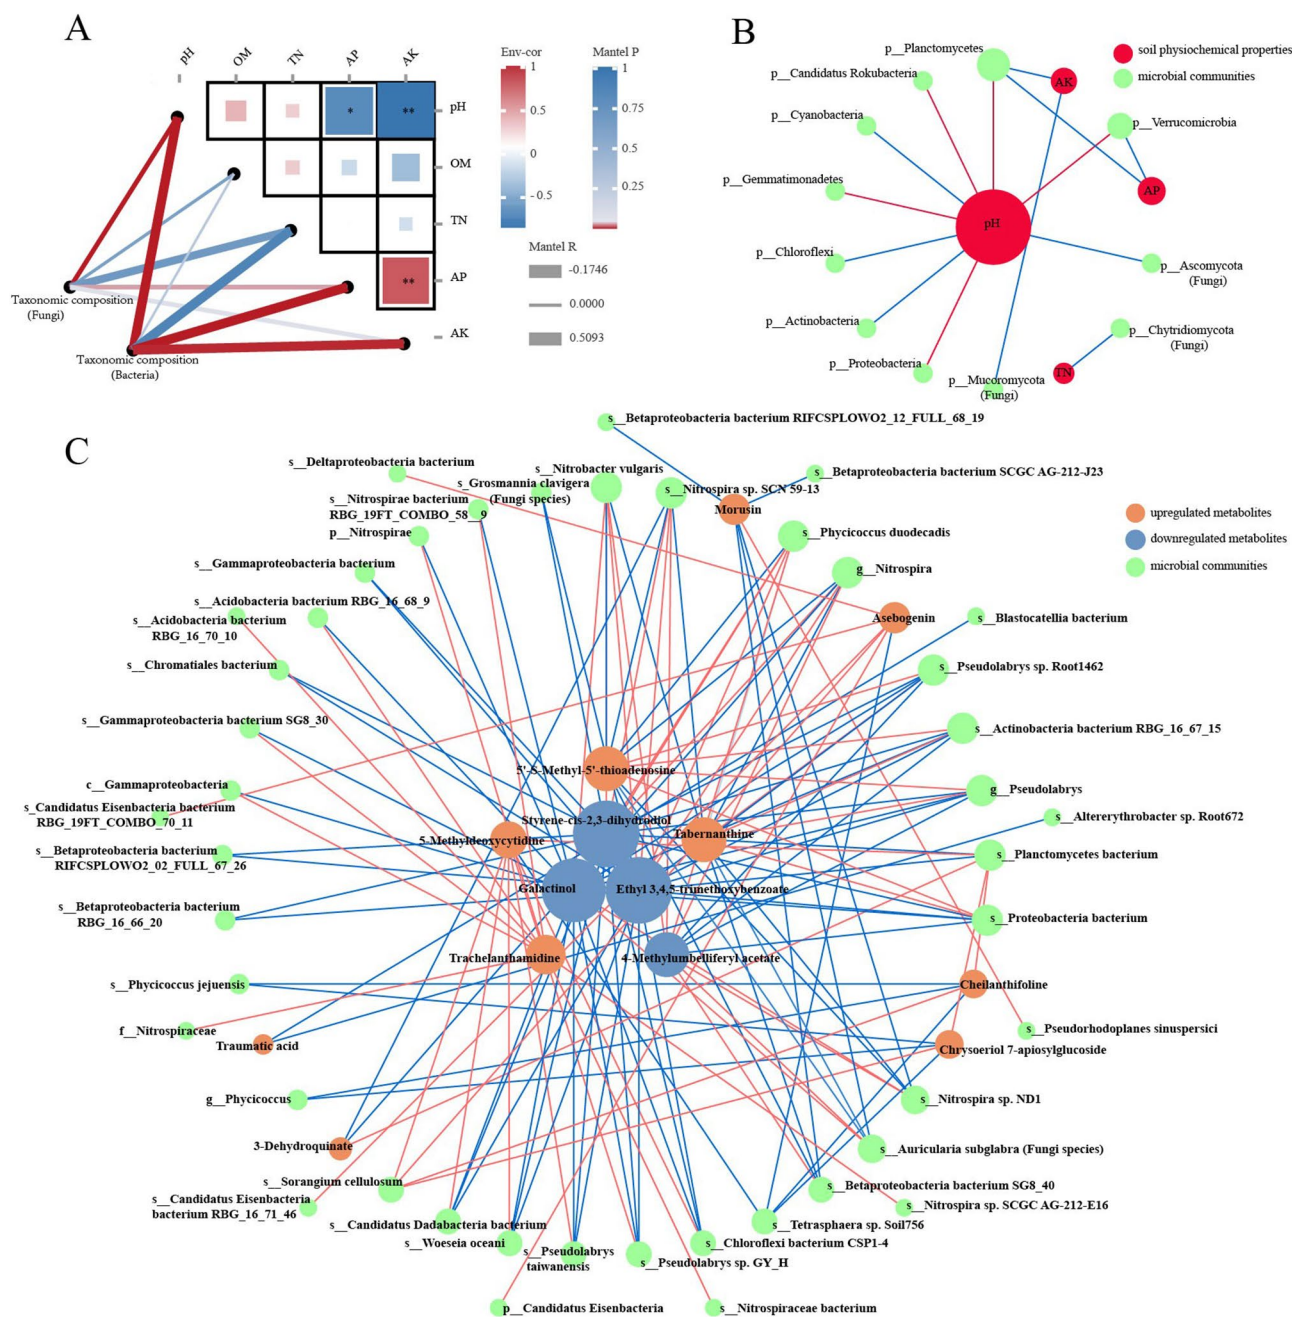 A
pH
OM
TN
AP
AK
pH
OM
TN
AP
AK
*
**
**
Taxonomic composition
(Fungi)
Taxonomic composition
(Bacteria)
Env-cor
1
0.5
0
-0.5
Mantel P
1
0.75
0.5
0.25
Mantel R
-0.1746
0.0000
0.5093
B
p__Planctomycetes
p__Candidatus Rokubacteria
p__Cyanobacteria
p__Gemmatimonadetes
p__Chloroflexi
p__Actinobacteria
p__Proteobacteria
p__Mucoromycota
(Fungi)
TN
p__Chytridiomycota
(Fungi)
p__Ascomycota
(Fungi)
AP
p__Verrucomicrobia
AK
pH
soil physiochemical properties
microbial communities
C
s__Betaproteobacteria bacterium RIFCSPLOWO2_12_FULL_68_19
s__Deltaproteobacteria bacterium
s__Nitrobacter vulgaris
s__Betaproteobacteria bacterium SCGC AG-212-J23
s_Grosmannia clavigera
(Fungi species)
s__Nitrospira sp. SCN 59-13
s__Nitrospirae bacterium
RBG_19FT_COMBO_58__9
Morusin
upregulated metabolites
downregulated metabolites
microbial communities
p__Nitrospirae
s__Phycicoccus duodecadis
s__Gammaproteobacteria bacterium
g__Nitrospira
s__Acidobacteria bacterium RBG_16_68_9
s__Acidobacteria bacterium
RBG_16_70_10
Asebogenin
s__Blastocatellia bacterium
s__Chromatiales bacterium
s__Pseudolabrys sp. Root1462
s__Gammaproteobacteria bacterium SG8_30
s__Actinobacteria bacterium RBG_16_67_15
5'-S-Methyl-5'-thioadenosine
c__Gammaproteobacteria
g__Pseudolabrys
s_Candidatus Eisenbacteria bacterium
RBG_19FT_COMBO_70_11
Styrene-cis-2,3-dihydrodiol
s__Altererythrobacter sp. Root672
5-Methyldeoxycytidine
Tabernanthine
s__Betaproteobacteria bacterium
RIFCSPLOWO2_02_FULL_67_26
s__Planctomycetes bacterium
Galactinol
Ethyl 3,4,5-trimethoxybenzoate
s__Betaproteobacteria bacterium
RBG_16_66_20
s__Proteobacteria bacterium
Trachelanthamidine
4-Methylumbelliferyl acetate
s__Phycicoccus jejuensis
Cheilanthifoline
f__Nitrospiraceae
s__Pseudorhodoplanes sinuspersici
Traumatic acid
Chrysoeriol 7-apiosylglucoside
g__Phycicoccus
s__Nitrospira sp. ND1
3-Dehydroquinate
s__Auricularia subglabra (Fungi species)
s__Sorangium cellulosum
s__Betaproteobacteria bacterium SG8_40
s__Candidatus Eisenbacteria
bacterium RBG_16_71_46
s__Nitrospira sp. SCGC AG-212-E16
s__Candidatus Dadabacteria bacterium
s__Tetrasphaera sp. Soil756
s__Woeseia oceani
s__Chloroflexi bacterium CSP1-4
s__Pseudolabrys
taiwanensis
s__Pseudolabrys sp. GY_H
p__Candidatus Eisenbacteria
s__Nitrospiraceae bacterium